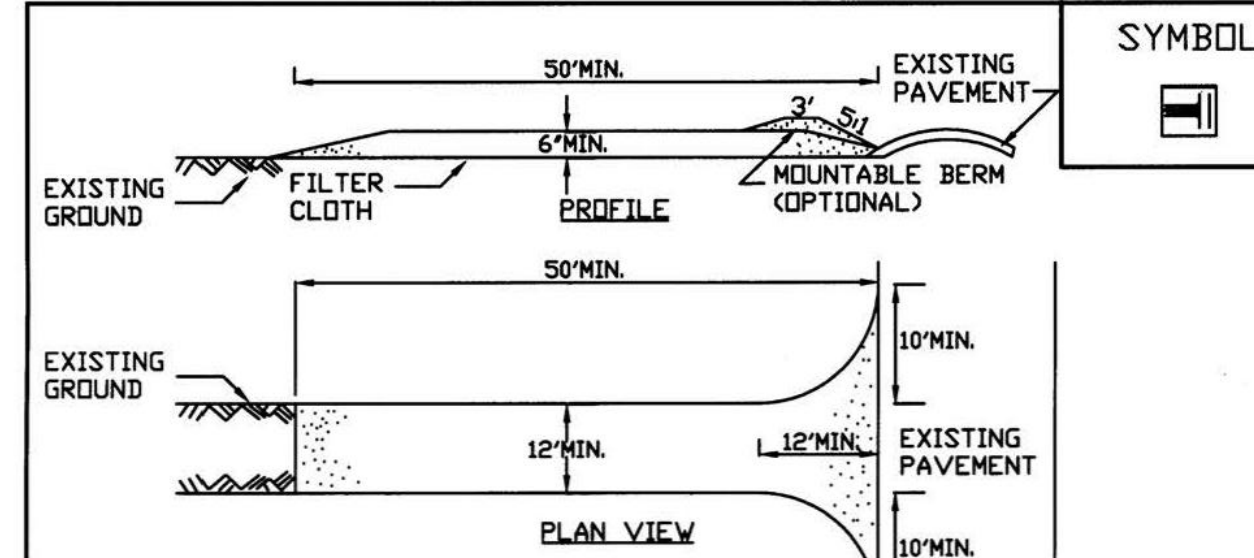 SYMBOL
50'MIN.
EXISTING
PAVEMENT
3'
5:1
6"MIN.
EXISTING
GROUND
FILTER
CLOTH
MOUNTABLE BERM
(OPTIONAL)
PROFILE
50'MIN.
10'MIN.
EXISTING
GROUND
12'MIN.
12'MIN.
EXISTING
PAVEMENT
PLAN VIEW
10'MIN.